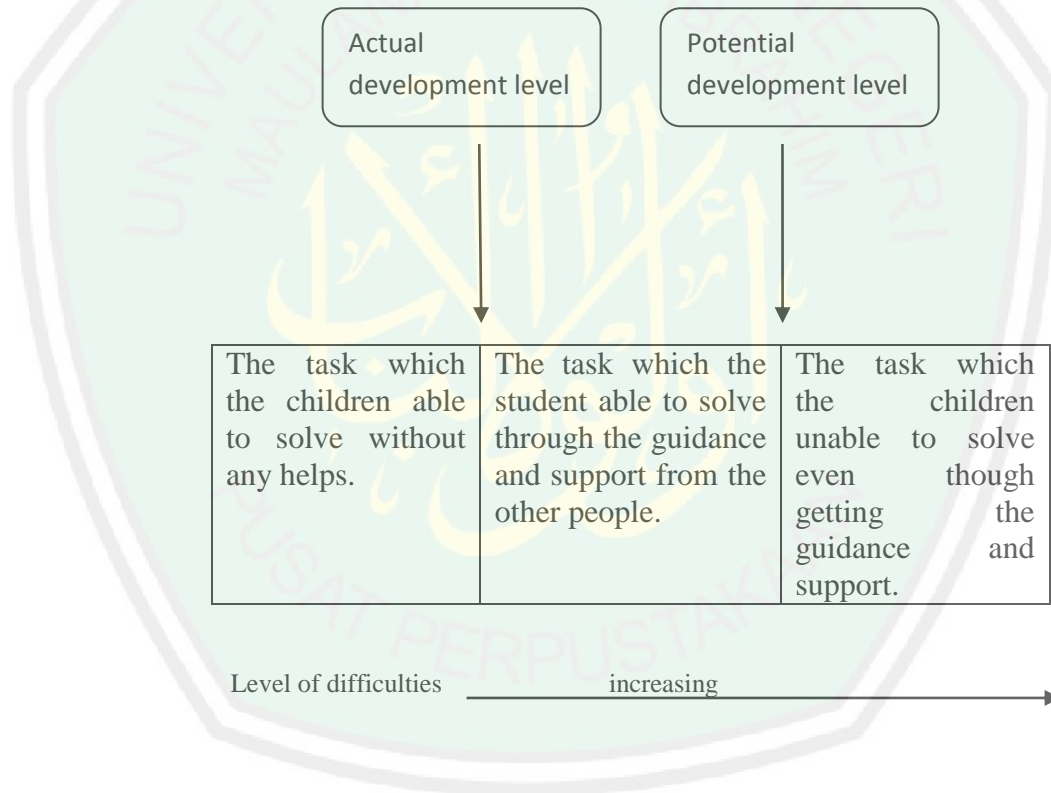 Actual
development level
Potential
development level
The task which
the children able
to solve without
any helps.
The task which the
student able to solve
through the guidance
and support from the
other people.
The task which
the children
unable to solve
even though
getting the
guidance and
support.
Level of difficulties increasing
PUSAT PERPUSTAKAAN